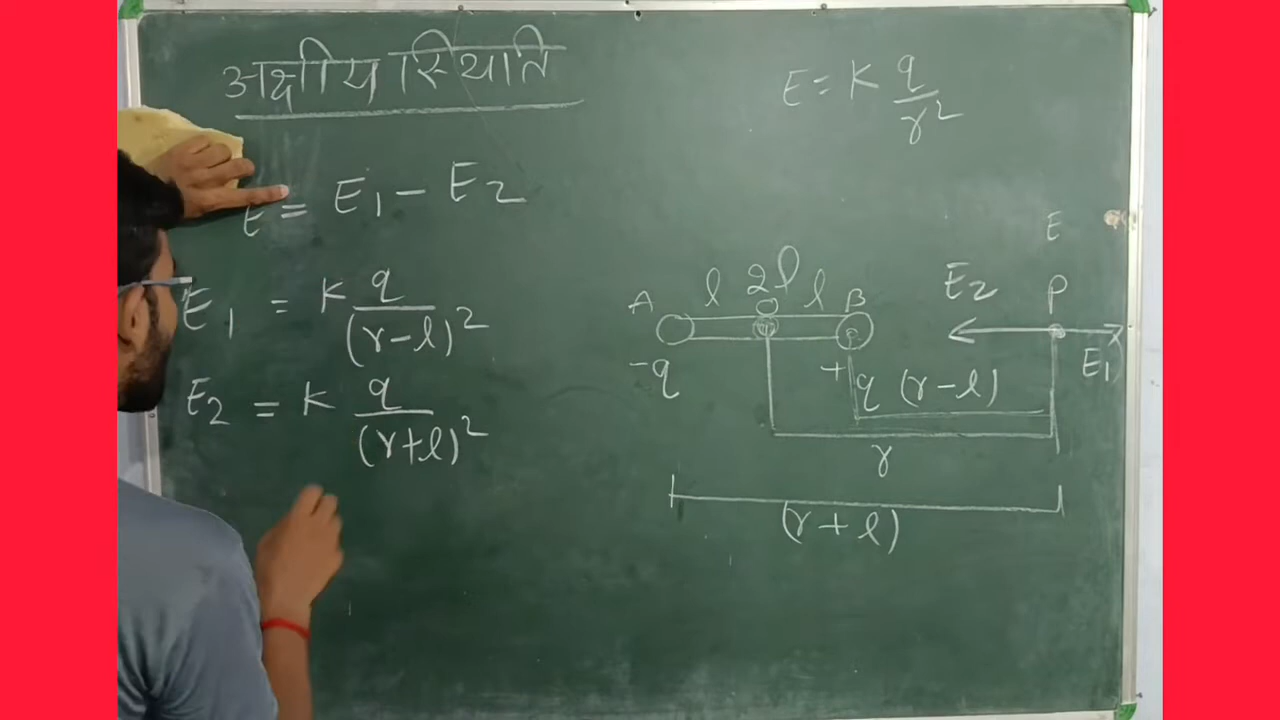 अक्षीय स्थिति
E = K q/r²
E = E₁ − E₂
E₁ = K q/(r−l)²
E₂ = K q/(r+l)²
E
A l 2l l B E₂ P
O
−q +q (r−l) E₁
r
(r+l)